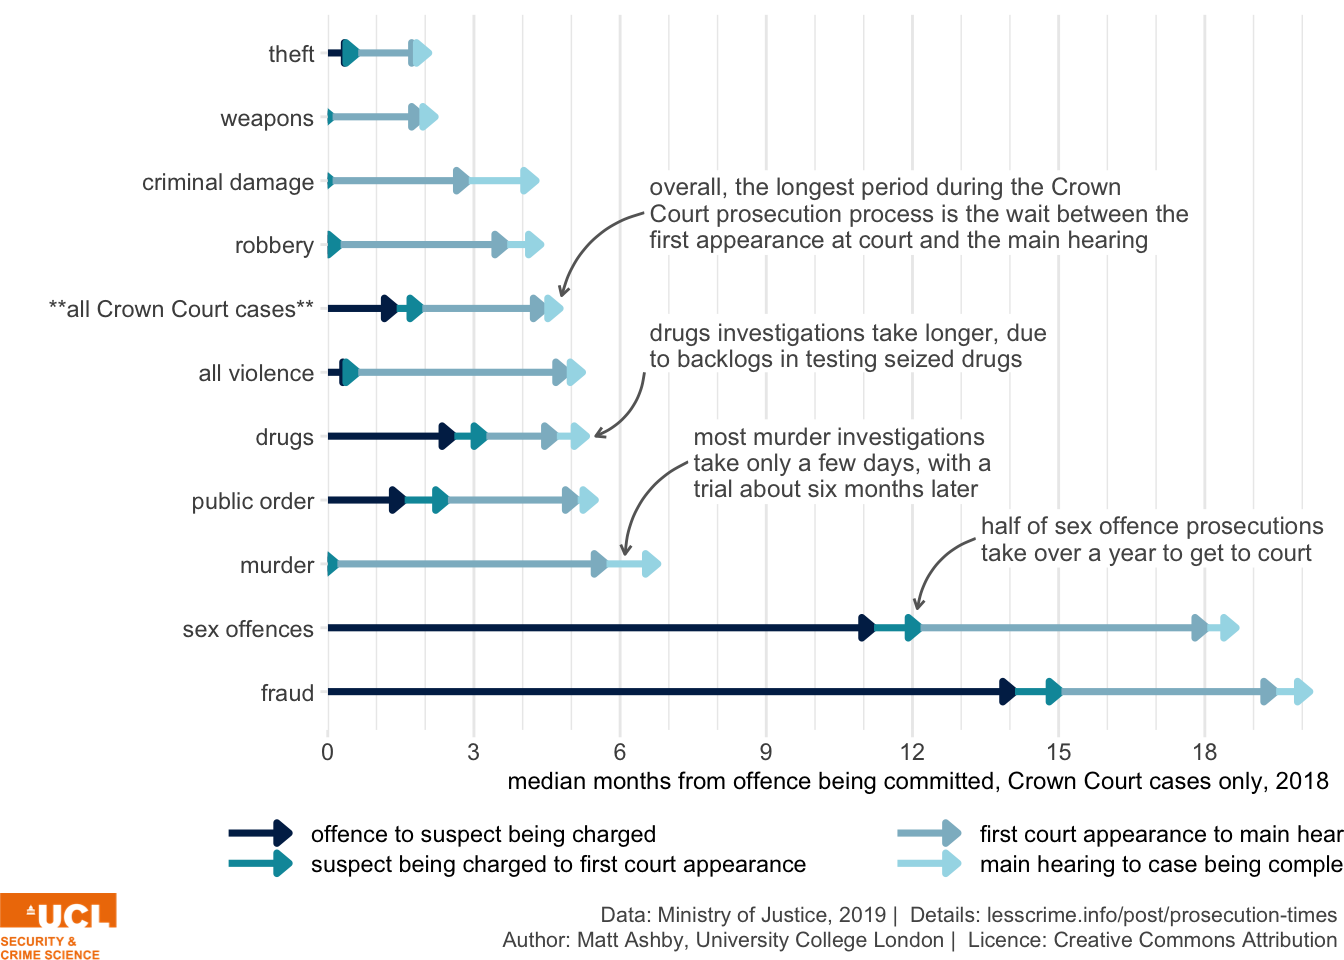 theft
weapons
criminal damage
robbery
**all Crown Court cases**
all violence
drugs
public order
murder
sex offences
fraud
overall, the longest period during the Crown
Court prosecution process is the wait between the
first appearance at court and the main hearing
drugs investigations take longer, due
to backlogs in testing seized drugs
most murder investigations
take only a few days, with a
trial about six months later
half of sex offence prosecutions
take over a year to get to court
0 3 6 9 12 15 18
median months from offence being committed, Crown Court cases only, 2018
offence to suspect being charged
suspect being charged to first court appearance
first court appearance to main hear
main hearing to case being comple
UCL
SECURITY &
CRIME SCIENCE
Data: Ministry of Justice, 2019 | Details: lesscrime.info/post/prosecution-times
Author: Matt Ashby, University College London | Licence: Creative Commons Attribution